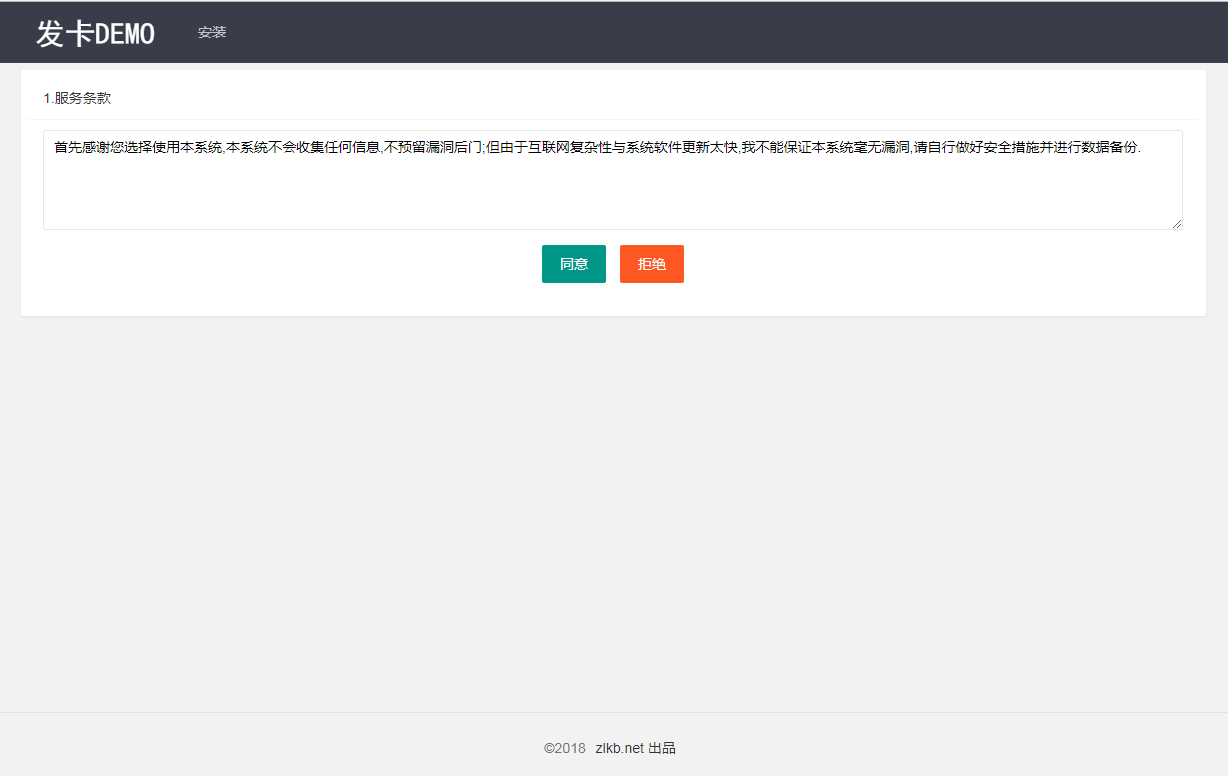 发卡DEMO 安装
1.服务条款
首先感谢您选择使用本系统,本系统不会收集任何信息,不预留漏洞后门;但由于互联网复杂性与系统软件更新太快,我不能保证本系统毫无漏洞,请自行做好安全措施并进行数据备份.
同意 拒绝
©2018 zlkb.net 出品